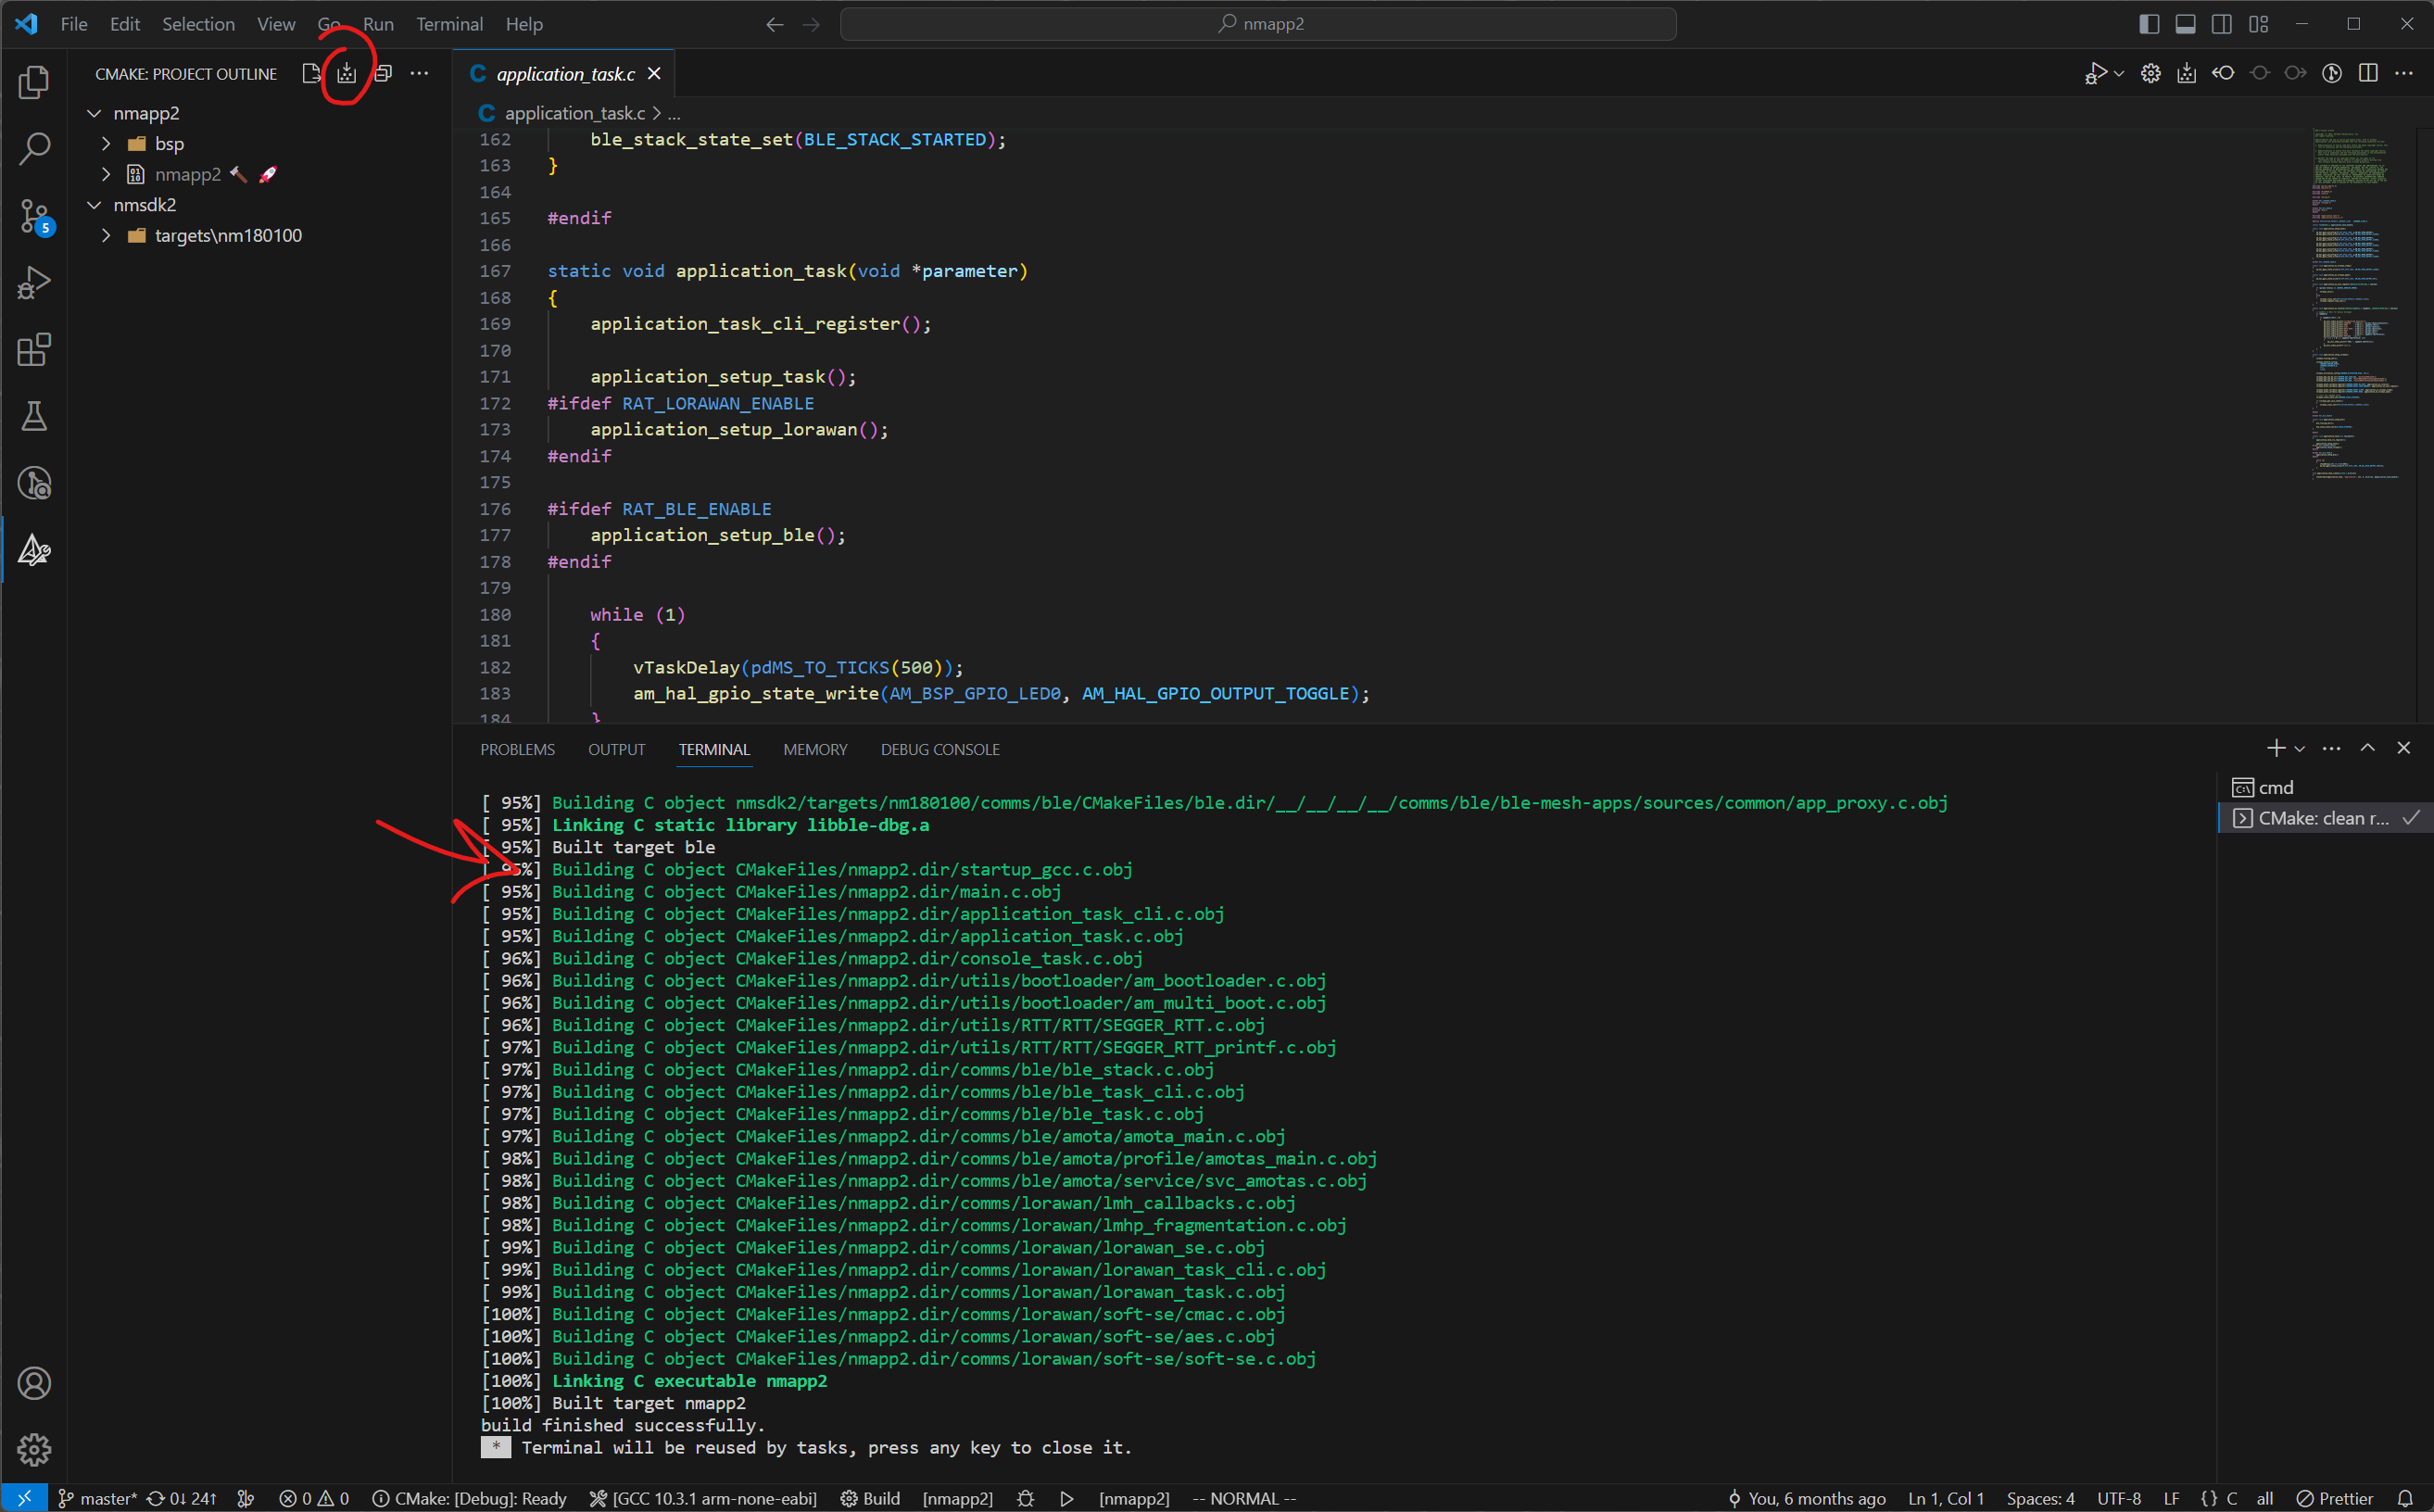 File Edit Selection View Go Run Terminal Help
nmapp2
CMAKE: PROJECT OUTLINE
nmapp2
bsp
nmapp2
nmsdk2
targets\nm180100
5
C application_task.c
C application_task.c > ...
162 ble_stack_state_set(BLE_STACK_STARTED);
163 }
164
165 #endif
166
167 static void application_task(void *parameter)
168 {
169 application_task_cli_register();
170
171 application_setup_task();
172 #ifdef RAT_LORAWAN_ENABLE
173 application_setup_lorawan();
174 #endif
175
176 #ifdef RAT_BLE_ENABLE
177 application_setup_ble();
178 #endif
179
180 while (1)
181 {
182 vTaskDelay(pdMS_TO_TICKS(500));
183 am_hal_gpio_state_write(AM_BSP_GPIO_LED0, AM_HAL_GPIO_OUTPUT_TOGGLE);
184 }
PROBLEMS OUTPUT TERMINAL MEMORY DEBUG CONSOLE
cmd
CMake: clean r...
[ 95%] Building C object nmsdk2/targets/nm180100/comms/ble/CMakeFiles/ble.dir/__/__/__/__/comms/ble/ble-mesh-apps/sources/common/app_proxy.c.obj
[ 95%] Linking C static library libble-dbg.a
[ 95%] Built target ble
[ 95%] Building C object CMakeFiles/nmapp2.dir/startup_gcc.c.obj
[ 95%] Building C object CMakeFiles/nmapp2.dir/main.c.obj
[ 95%] Building C object CMakeFiles/nmapp2.dir/application_task_cli.c.obj
[ 95%] Building C object CMakeFiles/nmapp2.dir/application_task.c.obj
[ 96%] Building C object CMakeFiles/nmapp2.dir/console_task.c.obj
[ 96%] Building C object CMakeFiles/nmapp2.dir/utils/bootloader/am_bootloader.c.obj
[ 96%] Building C object CMakeFiles/nmapp2.dir/utils/bootloader/am_multi_boot.c.obj
[ 96%] Building C object CMakeFiles/nmapp2.dir/utils/RTT/RTT/SEGGER_RTT.c.obj
[ 97%] Building C object CMakeFiles/nmapp2.dir/utils/RTT/RTT/SEGGER_RTT_printf.c.obj
[ 97%] Building C object CMakeFiles/nmapp2.dir/comms/ble/ble_stack.c.obj
[ 97%] Building C object CMakeFiles/nmapp2.dir/comms/ble/ble_task_cli.c.obj
[ 97%] Building C object CMakeFiles/nmapp2.dir/comms/ble/ble_task.c.obj
[ 97%] Building C object CMakeFiles/nmapp2.dir/comms/ble/amota/amota_main.c.obj
[ 98%] Building C object CMakeFiles/nmapp2.dir/comms/ble/amota/profile/amotas_main.c.obj
[ 98%] Building C object CMakeFiles/nmapp2.dir/comms/ble/amota/service/svc_amotas.c.obj
[ 98%] Building C object CMakeFiles/nmapp2.dir/comms/lorawan/lmh_callbacks.c.obj
[ 98%] Building C object CMakeFiles/nmapp2.dir/comms/lorawan/lmhp_fragmentation.c.obj
[ 99%] Building C object CMakeFiles/nmapp2.dir/comms/lorawan/lorawan_se.c.obj
[ 99%] Building C object CMakeFiles/nmapp2.dir/comms/lorawan/lorawan_task_cli.c.obj
[ 99%] Building C object CMakeFiles/nmapp2.dir/comms/lorawan/lorawan_task.c.obj
[100%] Building C object CMakeFiles/nmapp2.dir/comms/lorawan/soft-se/cmac.c.obj
[100%] Building C object CMakeFiles/nmapp2.dir/comms/lorawan/soft-se/aes.c.obj
[100%] Building C object CMakeFiles/nmapp2.dir/comms/lorawan/soft-se/soft-se.c.obj
[100%] Linking C executable nmapp2
[100%] Built target nmapp2
build finished successfully.
* Terminal will be reused by tasks, press any key to close it.
master* 0↓ 24↑ 0 0 CMake: [Debug]: Ready [GCC 10.3.1 arm-none-eabi] Build [nmapp2] [nmapp2] -- NORMAL -- You, 6 months ago Ln 1, Col 1 Spaces: 4 UTF-8 LF {} C all Prettier